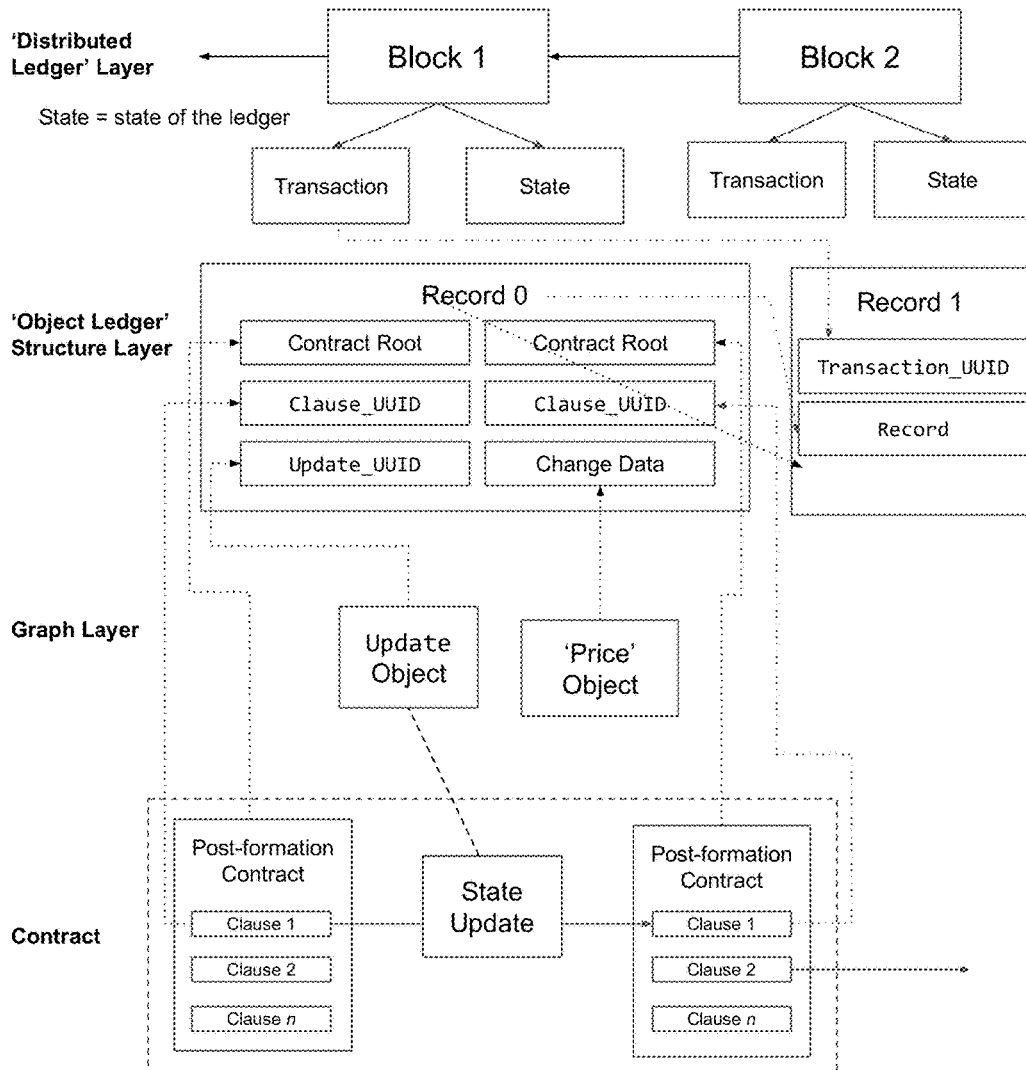 ‘Distributed
Ledger’ Layer
Block 1
Block 2
State = state of the ledger
Transaction
State
Transaction
State
‘Object Ledger’
Structure Layer
Record 0
Contract Root
Contract Root
Clause_UUID
Clause_UUID
Update_UUID
Change Data
Record 1
Transaction_UUID
Record
Graph Layer
Update
Object
‘Price’
Object
Contract
Post-formation
Contract
Clause 1
Clause 2
Clause n
State
Update
Post-formation
Contract
Clause 1
Clause 2
Clause n